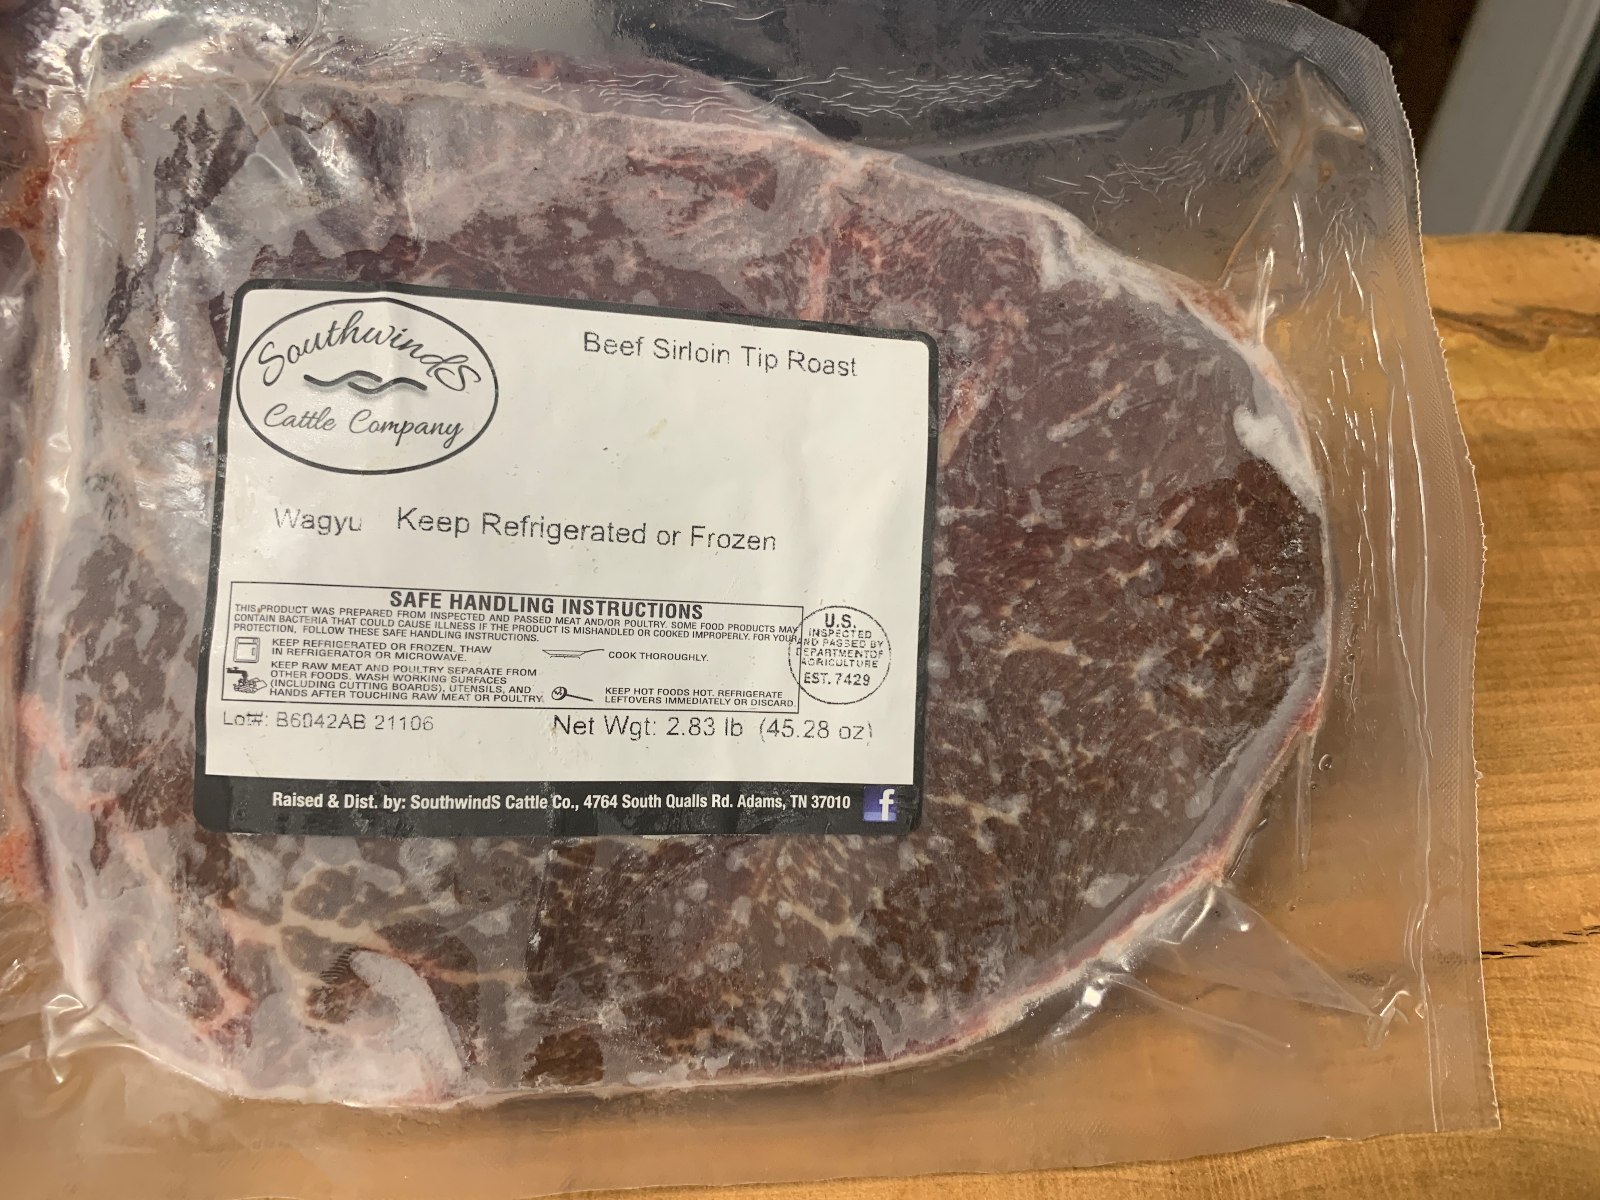 SouthwindS
Cattle Company
Beef Sirloin Tip Roast
Wagyu Keep Refrigerated or Frozen
SAFE HANDLING INSTRUCTIONS
THIS PRODUCT WAS PREPARED FROM INSPECTED AND PASSED MEAT AND/OR POULTRY. SOME FOOD PRODUCTS MAY
CONTAIN BACTERIA THAT COULD CAUSE ILLNESS IF THE PRODUCT IS MISHANDLED OR COOKED IMPROPERLY. FOR YOUR
PROTECTION, FOLLOW THESE SAFE HANDLING INSTRUCTIONS.
KEEP REFRIGERATED OR FROZEN. THAW
IN REFRIGERATOR OR MICROWAVE.
COOK THOROUGHLY.
KEEP RAW MEAT AND POULTRY SEPARATE FROM
OTHER FOODS. WASH WORKING SURFACES
(INCLUDING CUTTING BOARDS), UTENSILS, AND
HANDS AFTER TOUCHING RAW MEAT OR POULTRY.
KEEP HOT FOODS HOT. REFRIGERATE
LEFTOVERS IMMEDIATELY OR DISCARD.
U.S.
INSPECTED
AND PASSED BY
DEPARTMENT OF
AGRICULTURE
EST. 7429
Lot#: B6042AB 21106
Net Wgt: 2.83 lb (45.28 oz)
Raised & Dist. by: SouthwindS Cattle Co., 4764 South Qualls Rd. Adams, TN 37010
f